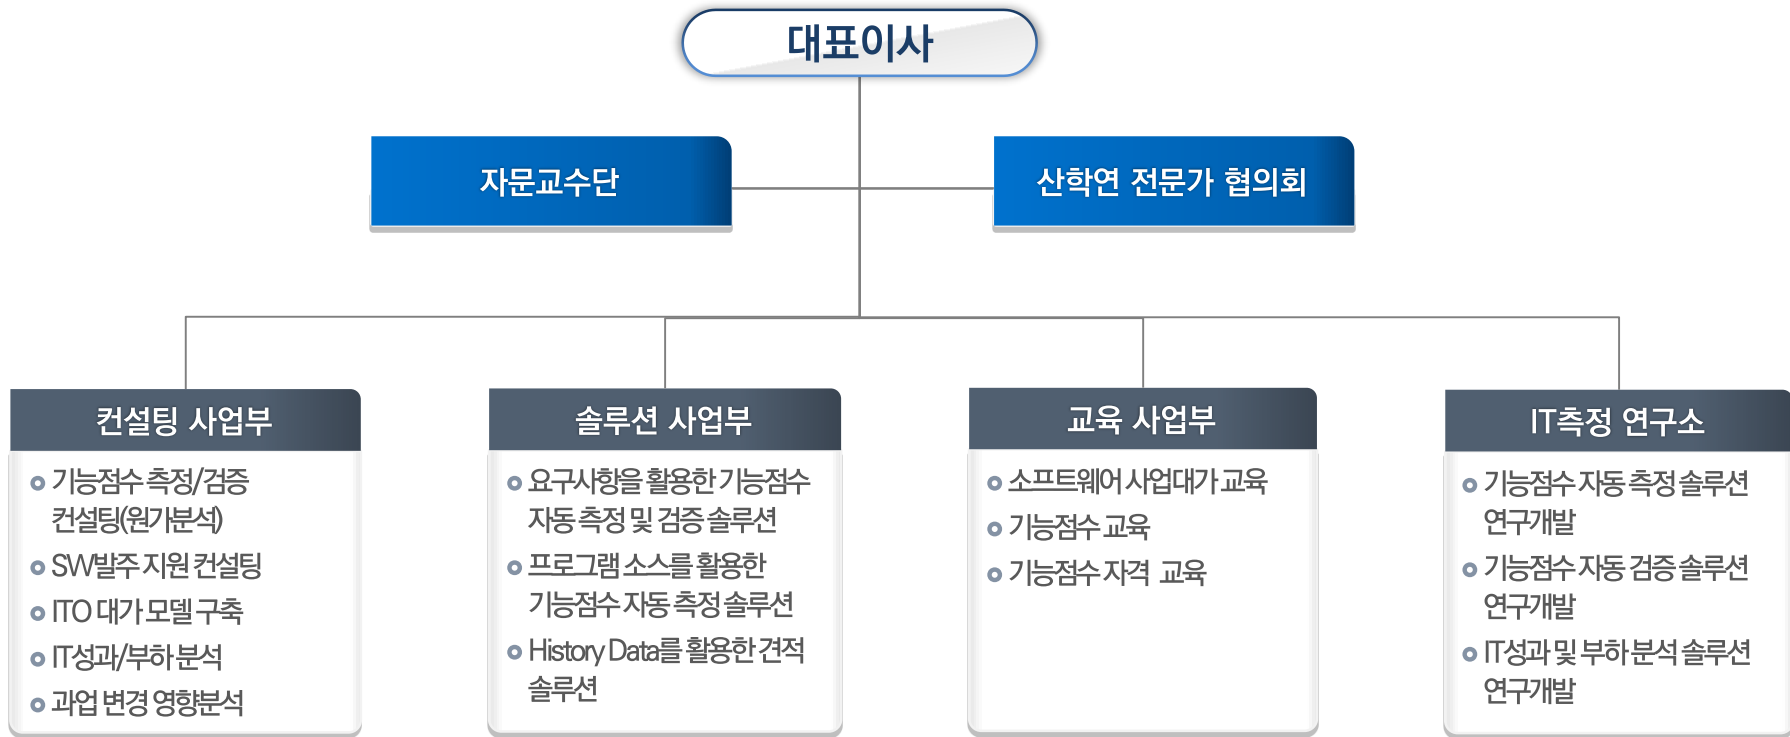 대표이사
자문교수단
산학연 전문가 협의회
컨설팅 사업부
기능점수 측정/검증
컨설팅(원가분석)
SW발주 지원 컨설팅
ITO 대가 모델 구축
IT성과/부하 분석
과업 변경 영향분석
솔루션 사업부
요구사항을 활용한 기능점수
자동 측정 및 검증 솔루션
프로그램 소스를 활용한
기능점수 자동 측정 솔루션
History Data를 활용한 견적
솔루션
교육 사업부
소프트웨어 사업대가 교육
기능점수 교육
기능점수 자격 교육
IT측정 연구소
기능점수 자동 측정 솔루션
연구개발
기능점수 자동 검증 솔루션
연구개발
IT성과 및 부하 분석 솔루션
연구개발